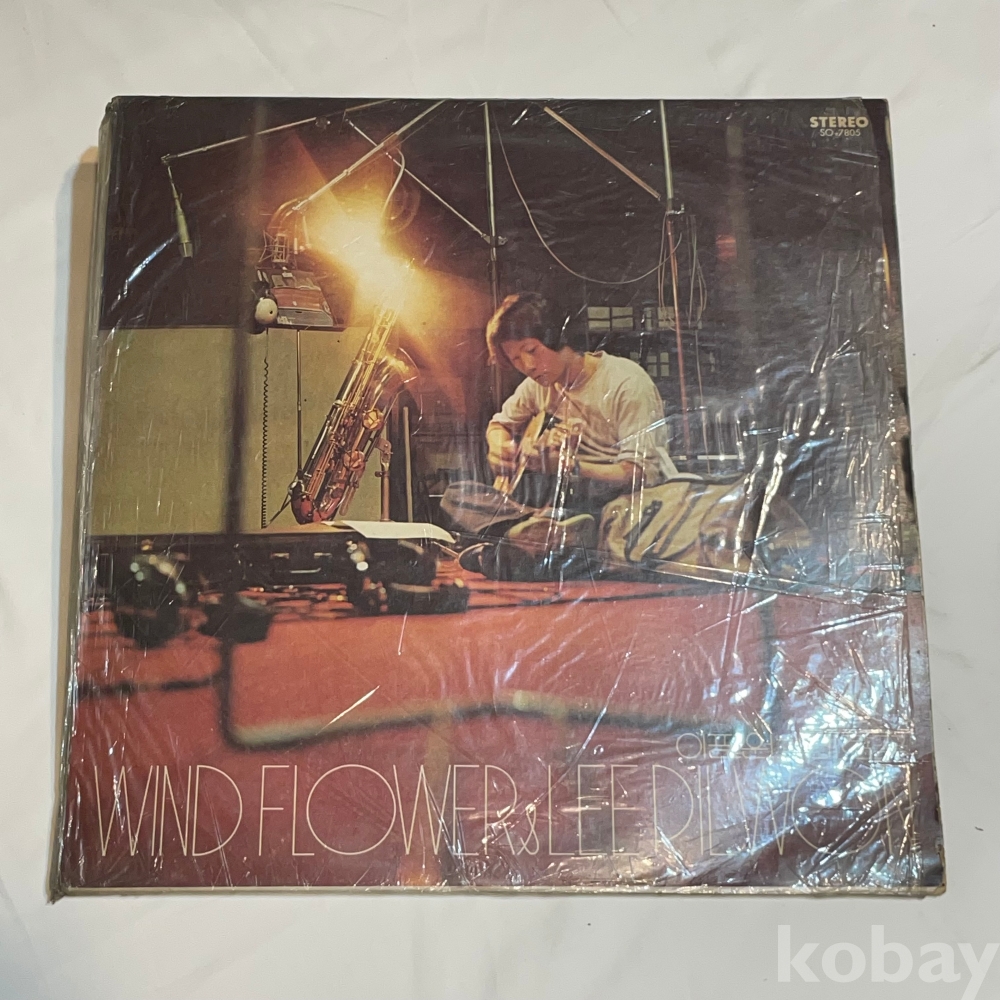 STEREO
SO-7805
WIND FLOWER & LEE PIL WON
kobay